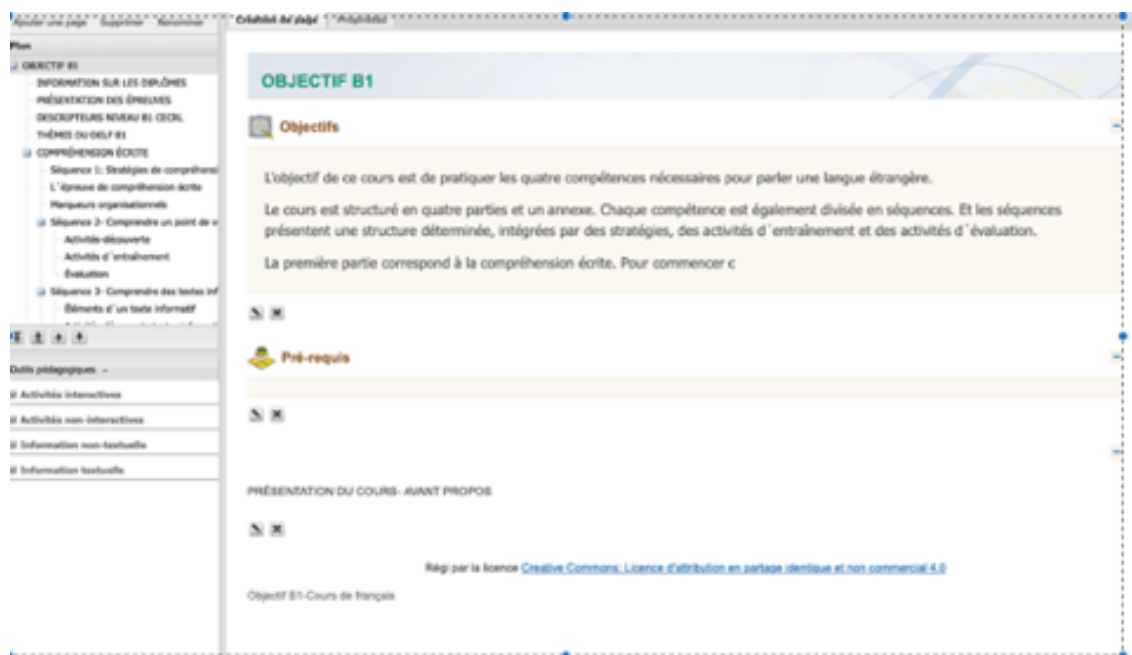 Ajouter une page Supprimer Renommer
Création de page Propriétés
Plan
OBJECTIF B1
INFORMATION SUR LES DIPLÔMES
PRÉSENTATION DES ÉPREUVES
DESCRIPTEURS NIVEAU B1 CECRL
THÈMES DU DELF B1
COMPRÉHENSION ÉCRITE
Séquence 1: Stratégies de compréhensi
L´épreuve de compréhension écrite
Marqueurs organisationnels
Séquence 2- Comprendre un point de v
Activités-découverte
Activités d´entraînement
Évaluation
Séquence 3- Comprendre des textes inf
Éléments d´un texte informatif
Outils pédagogiques
Activités interactives
Activités non-interactives
Information non-textuelle
Information textuelle
OBJECTIF B1
Objectifs
L'objectif de ce cours est de pratiquer les quatre compétences nécessaires pour parler une langue étrangère.
Le cours est structuré en quatre parties et un annexe. Chaque compétence est également divisée en séquences. Et les séquences
présentent une structure déterminée, intégrées par des stratégies, des activités d´entraînement et des activités d´évaluation.
La première partie correspond à la compréhension écrite. Pour commencer c
Pré-requis
PRÉSENTATION DU COURS- AVANT PROPOS
Régi par la licence Creative Commons: Licence d'attribution en partage identique et non commercial 4.0
Objectif B1-Cours de français